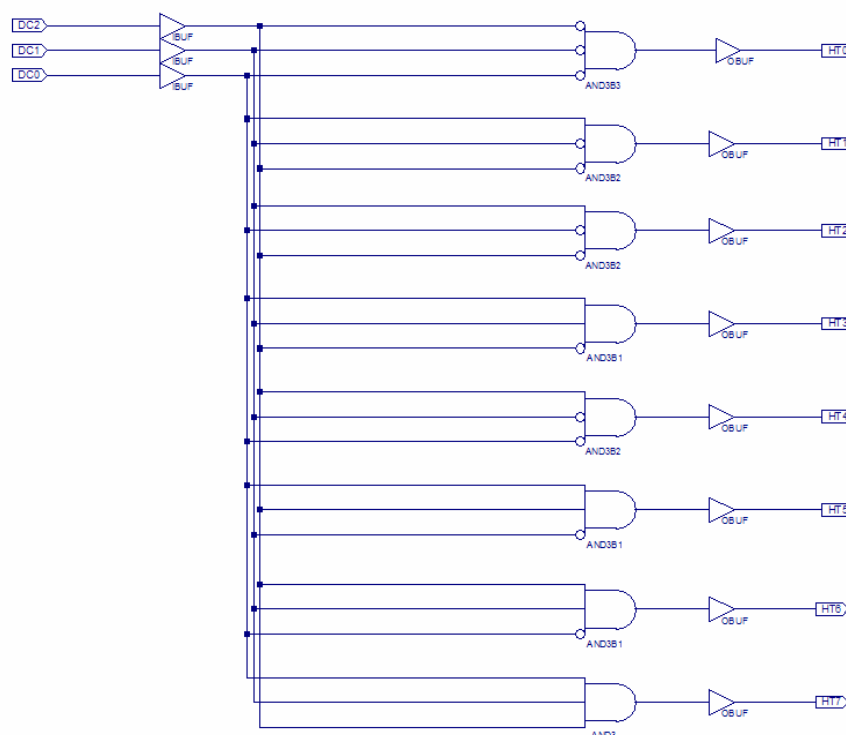 DC2
IBUF
DC1
IBUF
DC0
IBUF
AND3B3
OBUF
HT0
AND3B2
OBUF
HT1
AND3B2
OBUF
HT2
AND3B1
OBUF
HT3
AND3B2
OBUF
HT4
AND3B1
OBUF
HT5
AND3B1
OBUF
HT6
AND3
OBUF
HT7